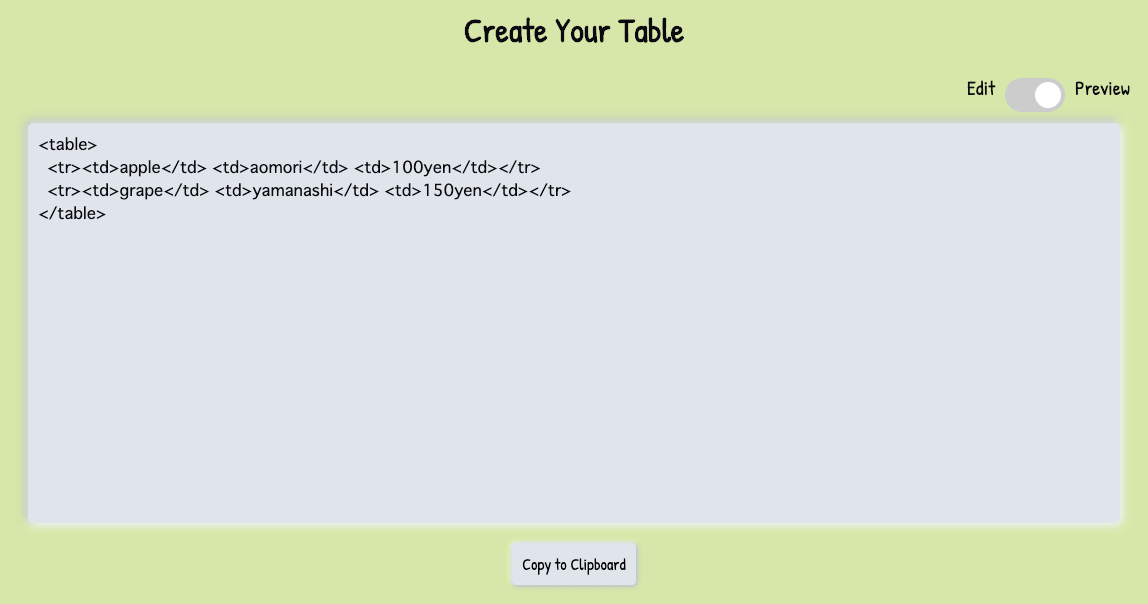 Create Your Table
Edit Preview
<table>
<tr><td>apple</td> <td>aomori</td> <td>100yen</td></tr>
<tr><td>grape</td> <td>yamanashi</td> <td>150yen</td></tr>
</table>
Copy to Clipboard